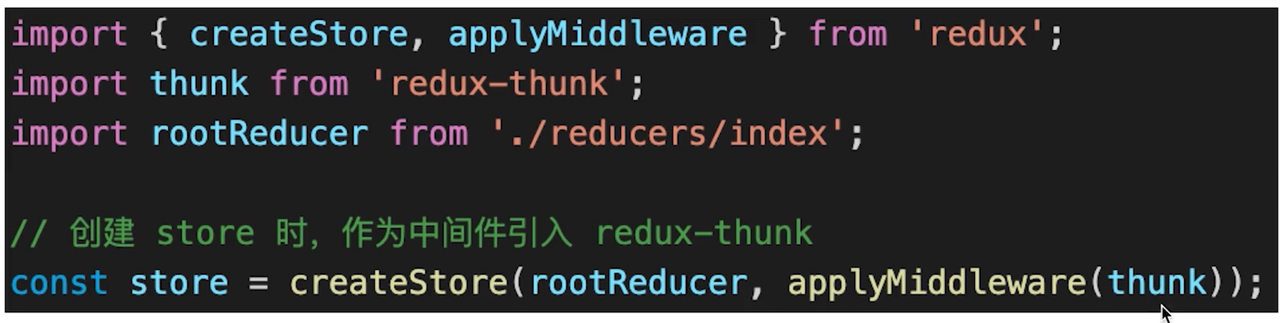 import { createStore, applyMiddleware } from 'redux';
import thunk from 'redux-thunk';
import rootReducer from './reducers/index';
// 创建 store 时，作为中间件引入 redux-thunk
const store = createStore(rootReducer, applyMiddleware(thunk));